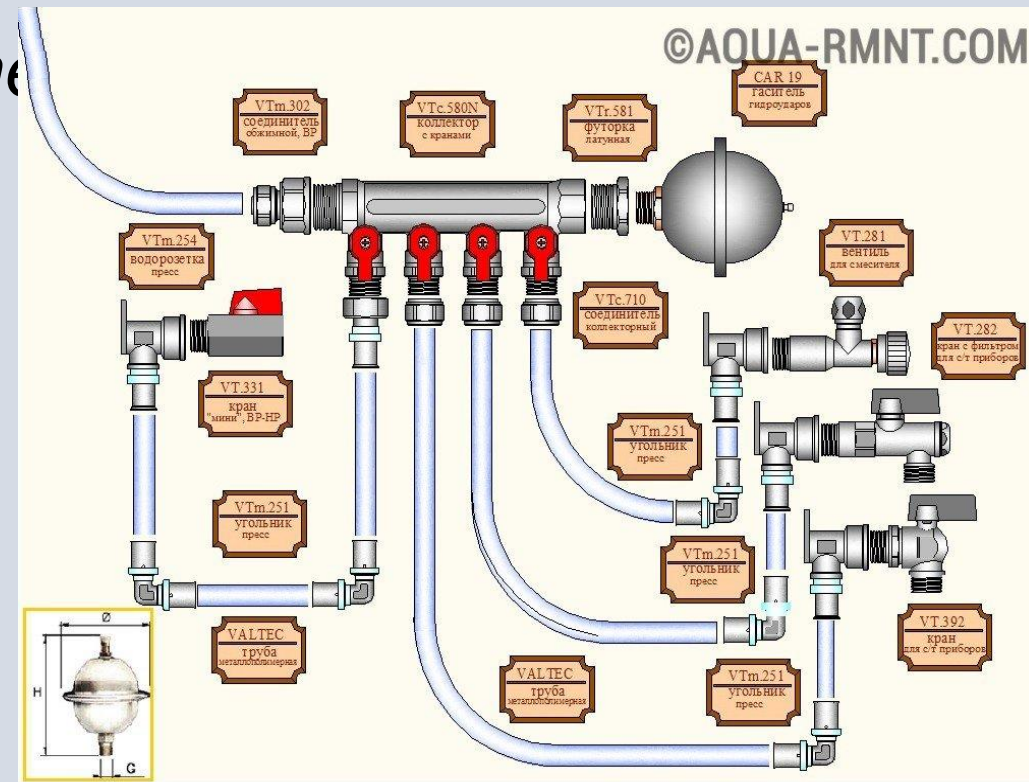 ©AQUA-RMNT.COM
CAR 19
гаситель
гидроударов
VTm.302
соединитель
обжимной, ВР
VTc.580N
коллектор
с кранами
VTr.581
футорка
латунная
VTm.254
водорозетка
пресс
VT.281
вентиль
для смесителя
VTc.710
соединитель
коллекторный
VT.282
кран с фильтром
для с/т приборов
VT.331
кран
"мини", ВР-НР
VTm.251
угольник
пресс
VTm.251
угольник
пресс
VTm.251
угольник
пресс
VT.392
кран
для с/т приборов
VALTEC
труба
металлополимерная
VALTEC
труба
металлополимерная
VTm.251
угольник
пресс
Ø
H
G